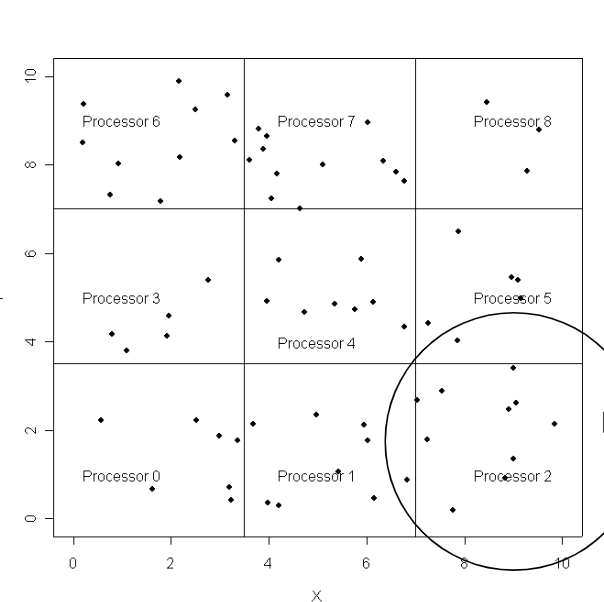 10
Processor 6
Processor 7
Processor 8
8
6
Processor 3
Processor 5
4
Processor 4
2
Processor 0
Processor 1
Processor 2
0
0
2
4
6
8
10
X